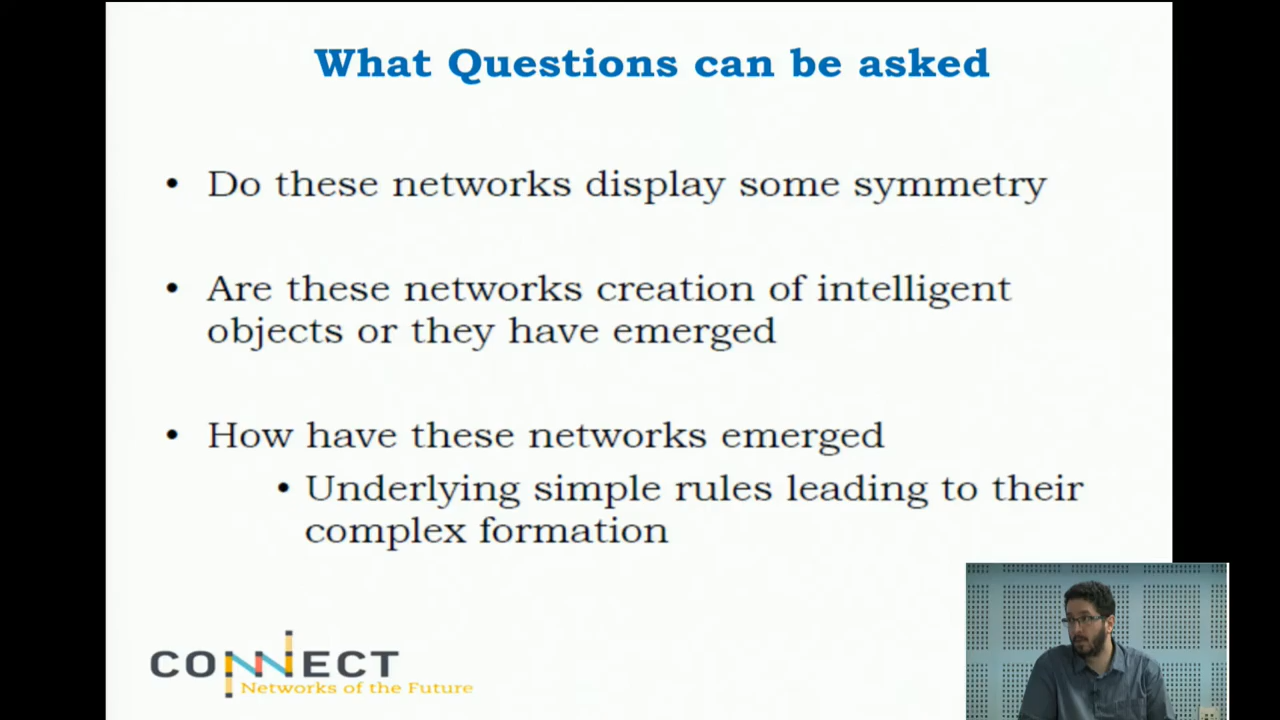 What Questions can be asked
• Do these networks display some symmetry
• Are these networks creation of intelligent
objects or they have emerged
• How have these networks emerged
• Underlying simple rules leading to their
complex formation
CONNECT
Networks of the Future